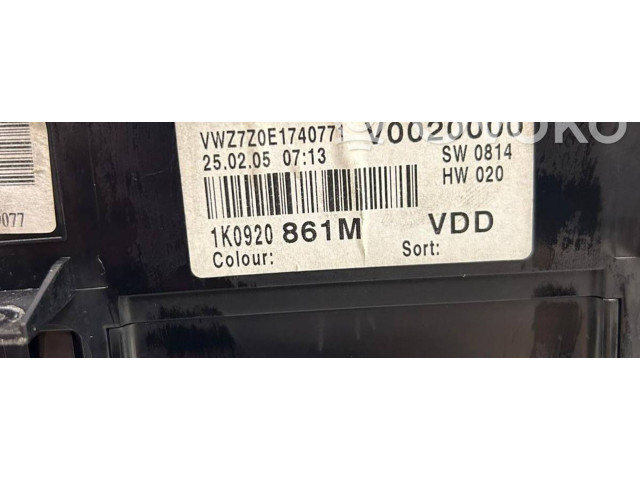 VWZ7Z0E1740771 V0020000
25.02.05 07:13 SW 0814
HW 020
1K0920 861M VDD
Colour: Sort: